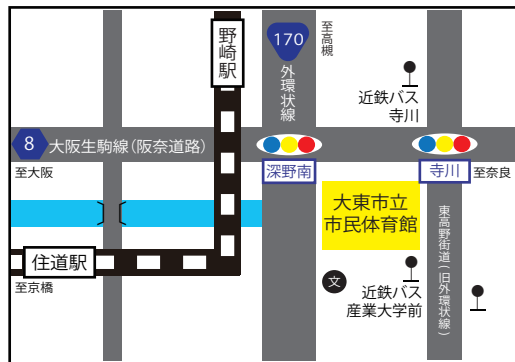 野崎駅
170
外環状線
至高槻
近鉄バス
寺川
8
大阪生駒線(阪奈道路)
至大阪
深野南
寺川
至奈良
大東市立
市民体育館
東高野街道(旧外環状線)
住道駅
至京橋
文
近鉄バス
産業大学前